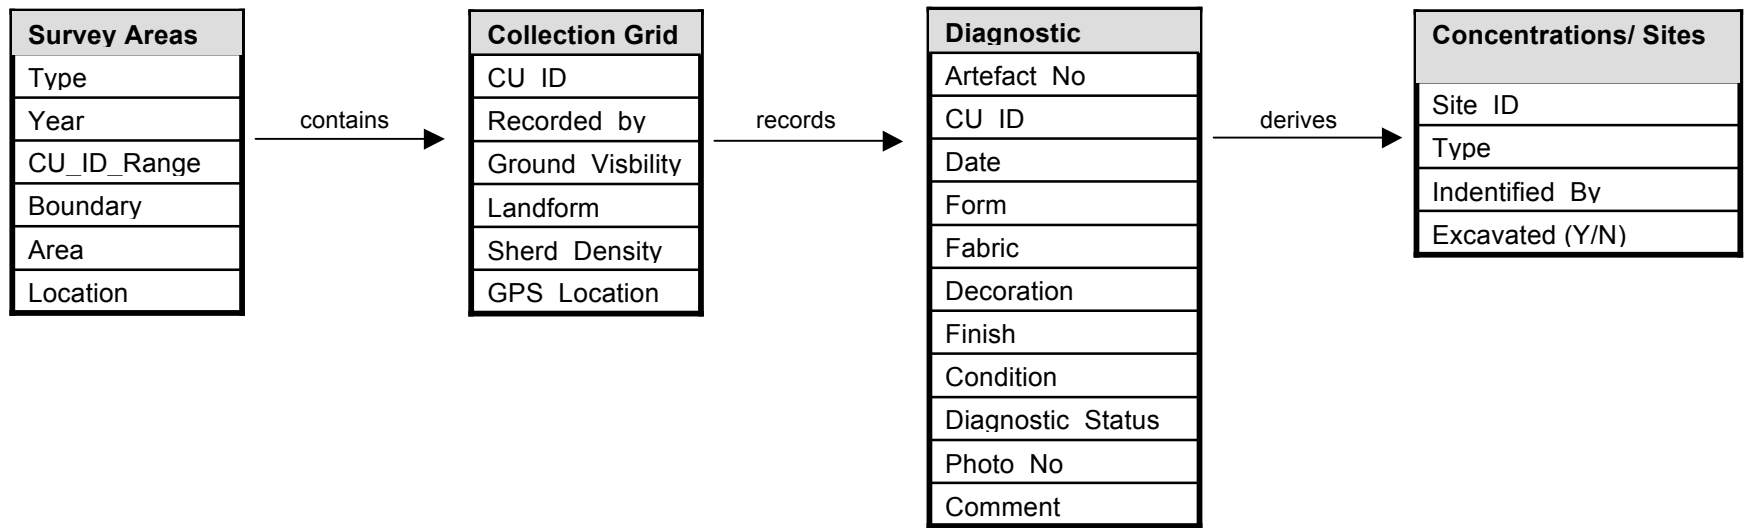 Survey Areas
Type
Year
CU_ID_Range
Boundary
Area
Location
contains
Collection Grid
CU ID
Recorded by
Ground Visbility
Landform
Sherd Density
GPS Location
records
Diagnostic
Artefact No
CU ID
Date
Form
Fabric
Decoration
Finish
Condition
Diagnostic Status
Photo No
Comment
derives
Concentrations/ Sites
Site ID
Type
Indentified By
Excavated (Y/N)